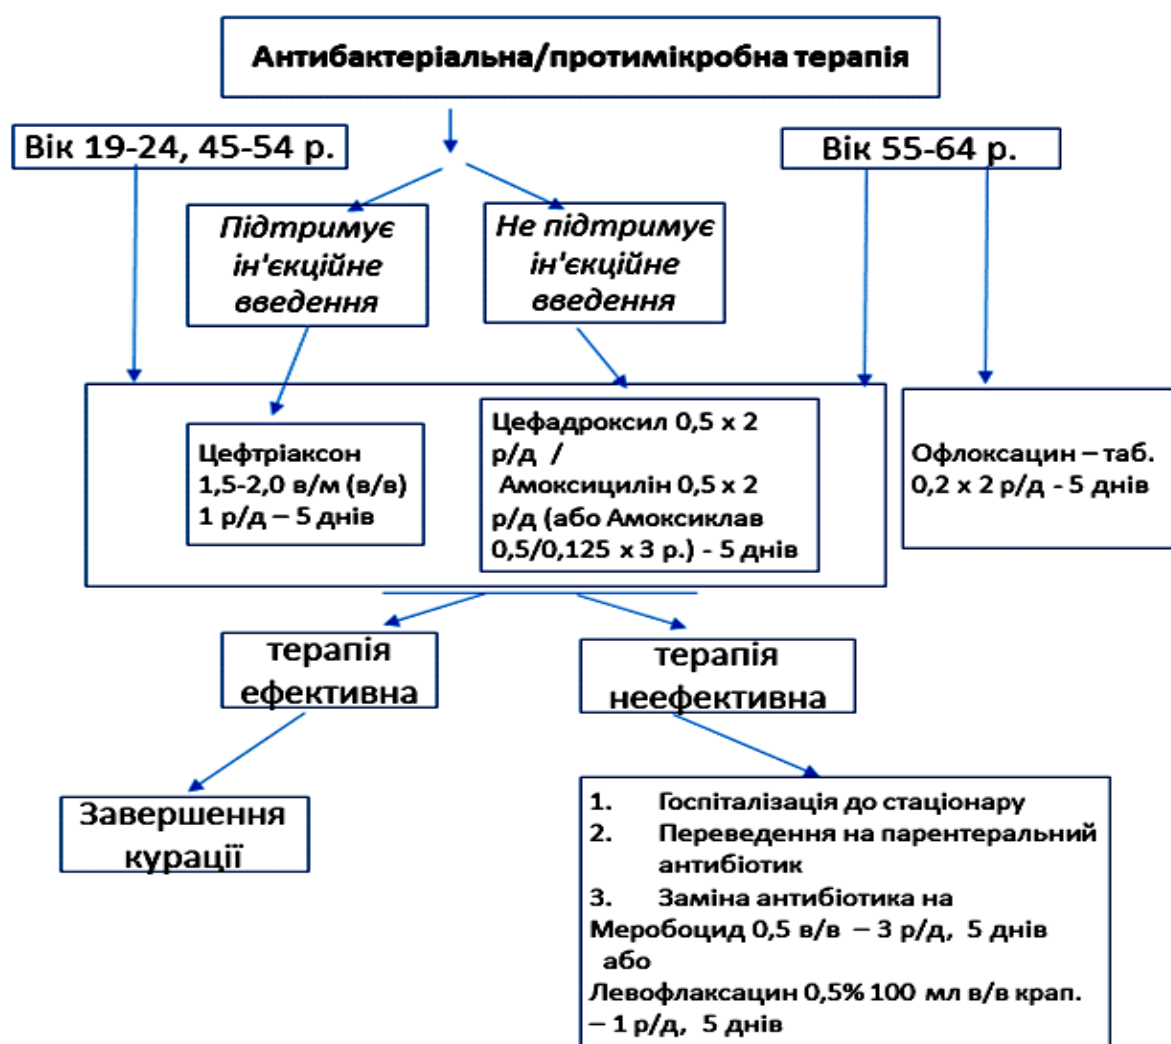 Антибактеріальна/протимікробна терапія
Вік 19-24, 45-54 р.
Вік 55-64 р.
Підтримує
ін'єкційне
введення
Не підтримує
ін'єкційне
введення
Цефтріаксон
1,5-2,0 в/м (в/в)
1 р/д – 5 днів
Цефадроксил 0,5 х 2
р/д /
Амоксицилін 0,5 х 2
р/д (або Амоксиклав
0,5/0,125 х 3 р.) - 5 днів
Офлоксацин – таб.
0,2 х 2 р/д - 5 днів
терапія
ефективна
терапія
неефективна
Завершення
курації
1. Госпіталізація до стаціонару
2. Переведення на парентеральний
антибіотик
3. Заміна антибіотика на
Меробоцид 0,5 в/в – 3 р/д, 5 днів
або
Левофлаксацин 0,5% 100 мл в/в крап.
– 1 р/д, 5 днів